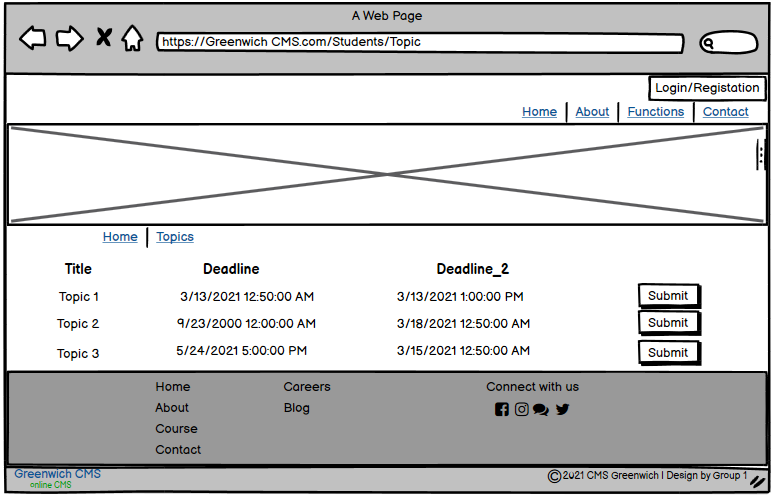 A Web Page
https://Greenwich CMS.com/Students/Topic
Login/Registation
Home About Functions Contact
Home Topics
Title Deadline Deadline_2
Topic 1 3/13/2021 12:50:00 AM 3/13/2021 1:00:00 PM Submit
Topic 2 9/23/2000 12:00:00 AM 3/18/2021 12:50:00 AM Submit
Topic 3 5/24/2021 5:00:00 PM 3/15/2021 12:50:00 AM Submit
Home Careers Connect with us
About Blog
Course
Contact
Greenwich CMS
online CMS
©2021 CMS Greenwich | Design by Group 1